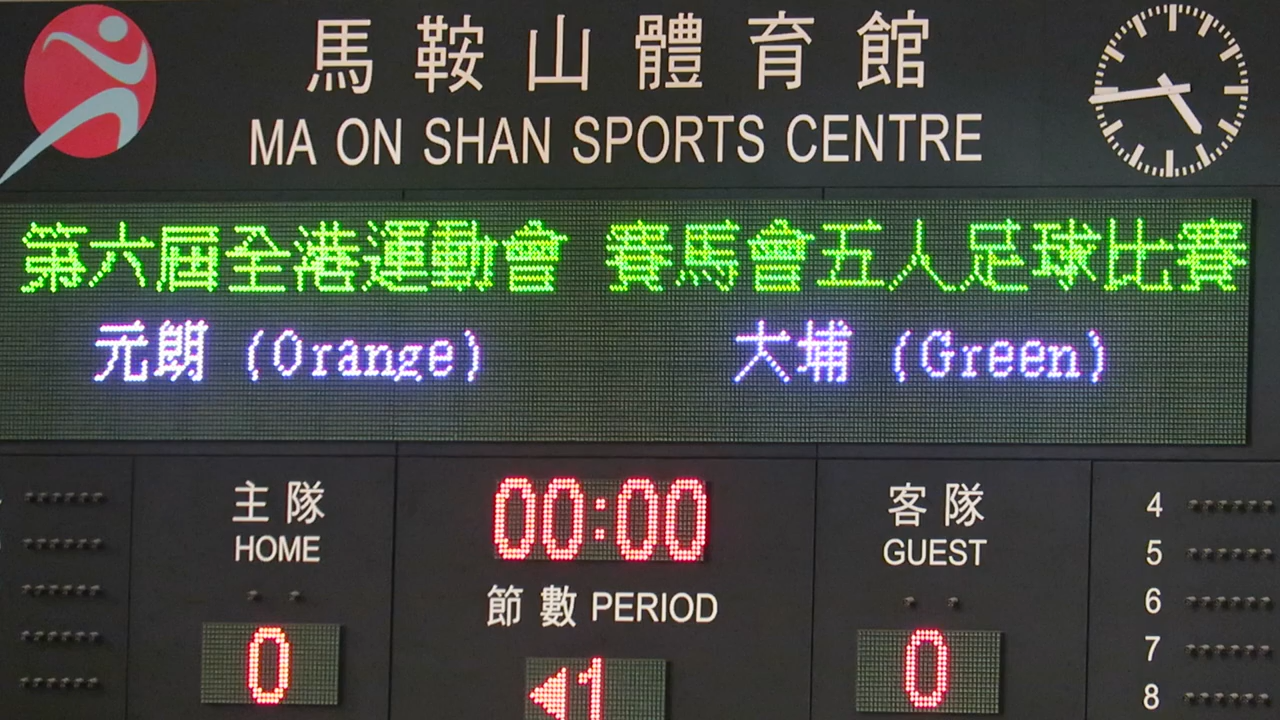 馬鞍山體育館
MA ON SHAN SPORTS CENTRE
第六屆全港運動會 賽馬會五人足球比賽
元朗 (Orange) 大埔 (Green)
主隊 00:00 客隊
HOME GUEST
節數 PERIOD
0 1 0
4
5
6
7
8